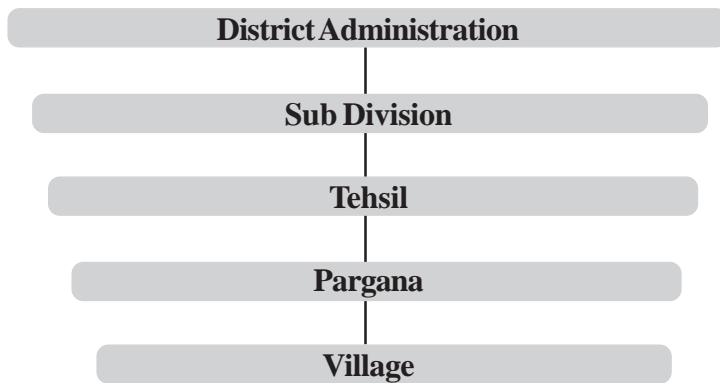 District Administration
Sub Division
Tehsil
Pargana
Village